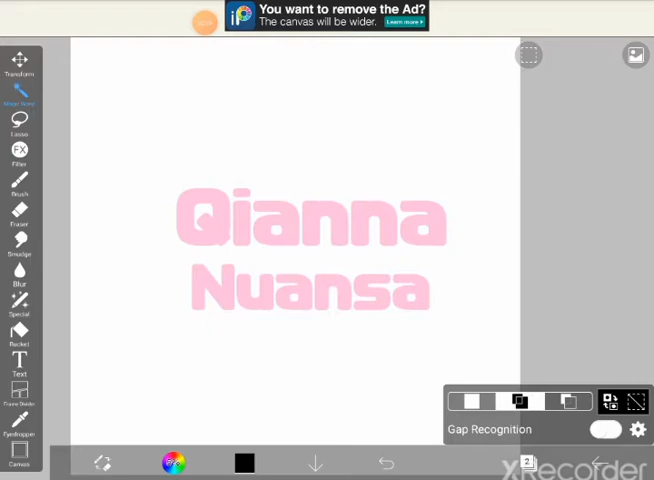 iP
You want to remove the Ad?
The canvas will be wider.
Learn more >
Transform
Magic Wand
Lasso
FX
Filter
Brush
Eraser
Smudge
Blur
Special
Bucket
T
Text
Frame Divider
Eyedropper
Canvas
Qianna
Nuansa
Gap Recognition
2
XRecorder